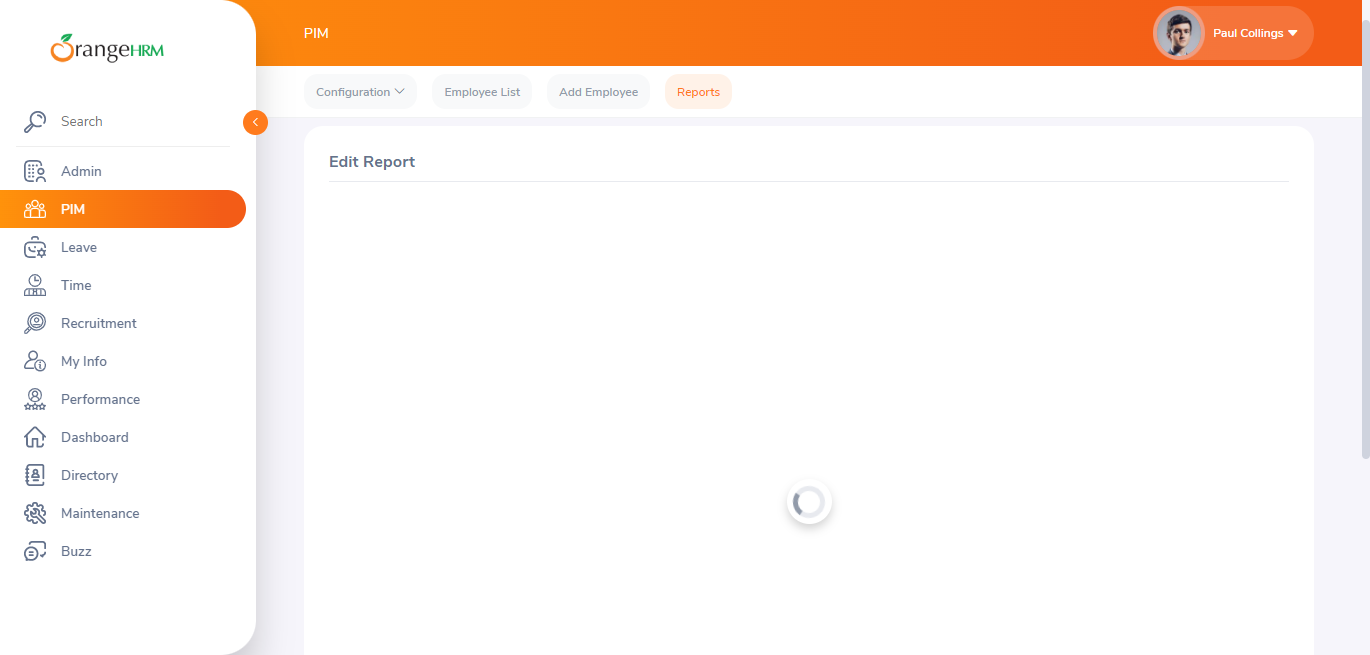 OrangeHRM
PIM
Paul Collings
Configuration
Employee List
Add Employee
Reports
Search
Admin
PIM
Leave
Time
Recruitment
My Info
Performance
Dashboard
Directory
Maintenance
Buzz
Edit Report